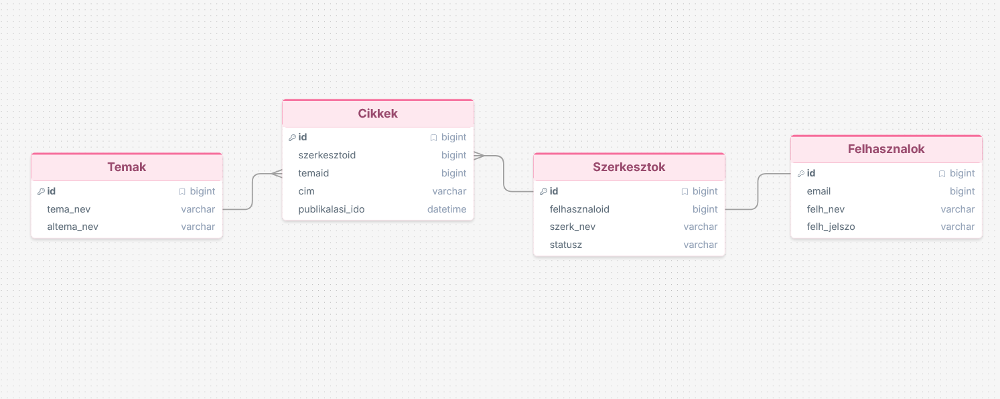 Temak
id bigint
tema_nev varchar
altema_nev varchar
Cikkek
id bigint
szerkesztoid bigint
temaid bigint
cim varchar
publikalasi_ido datetime
Szerkesztok
id bigint
felhasznaloid bigint
szerk_nev varchar
statusz varchar
Felhasznalok
id bigint
email bigint
felh_nev varchar
felh_jelszo varchar